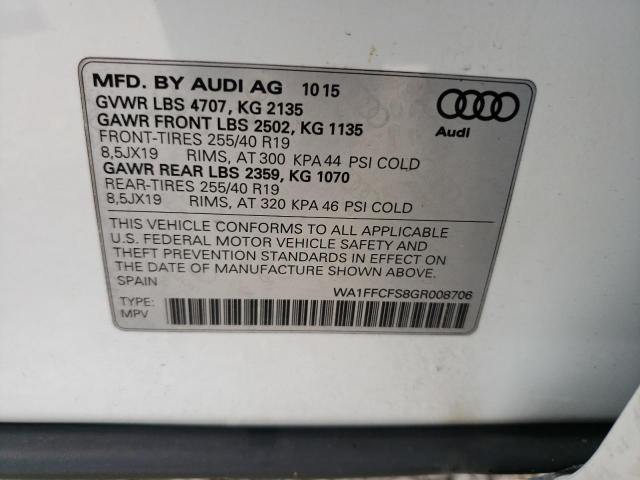 MFD. BY AUDI AG 10 15
GVWR LBS 4707, KG 2135
GAWR FRONT LBS 2502, KG 1135
FRONT-TIRES 255/40 R19
8,5JX19 RIMS, AT 300 KPA 44 PSI COLD
GAWR REAR LBS 2359, KG 1070
REAR-TIRES 255/40 R19
8,5JX19 RIMS, AT 320 KPA 46 PSI COLD
Audi
THIS VEHICLE CONFORMS TO ALL APPLICABLE
U.S. FEDERAL MOTOR VEHICLE SAFETY AND
THEFT PREVENTION STANDARDS IN EFFECT ON
THE DATE OF MANUFACTURE SHOWN ABOVE.
SPAIN
WA1FFCFS8GR008706
TYPE:
MPV